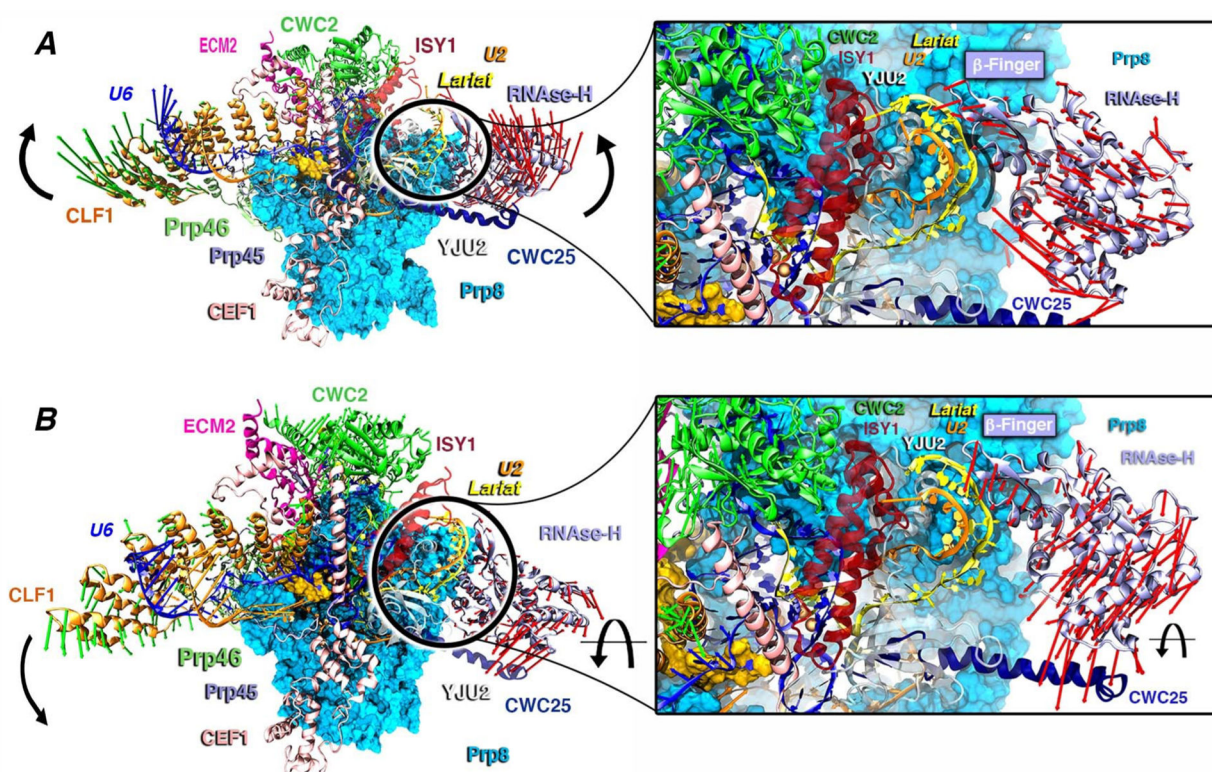 A
CWC2
ECM2
ISY1
U2
Lariat
RNAse-H
U6
CLF1
Prp46
Prp45
YJU2
CWC25
CEF1
Prp8
CWC2
Lariat
ISY1
U2
YJU2
β-Finger
Prp8
RNAse-H
CWC25
B
CWC2
ECM2
ISY1
U2
Lariat
U6
RNAse-H
CLF1
Prp46
Prp45
YJU2
CWC25
CEF1
Prp8
CWC2
Lariat
ISY1
U2
YJU2
β-Finger
Prp8
RNAse-H
CWC25